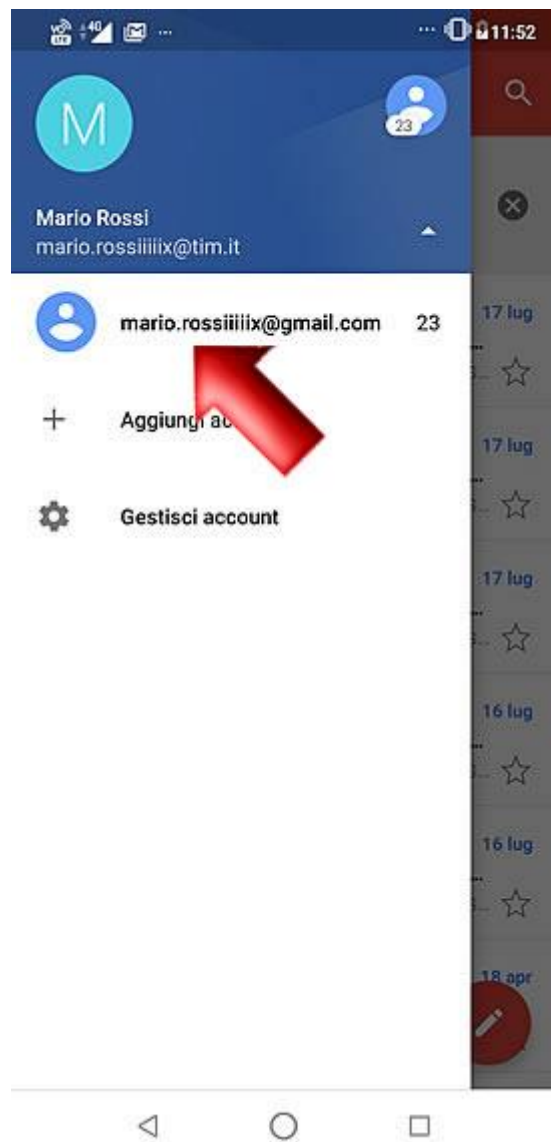 11:52
M
23
Mario Rossi
mario.rossiiiiix@tim.it
mario.rossiiiiix@gmail.com 23
Aggiungi
Gestisci account
17 lug
17 lug
17 lug
16 lug
16 lug
18 apr